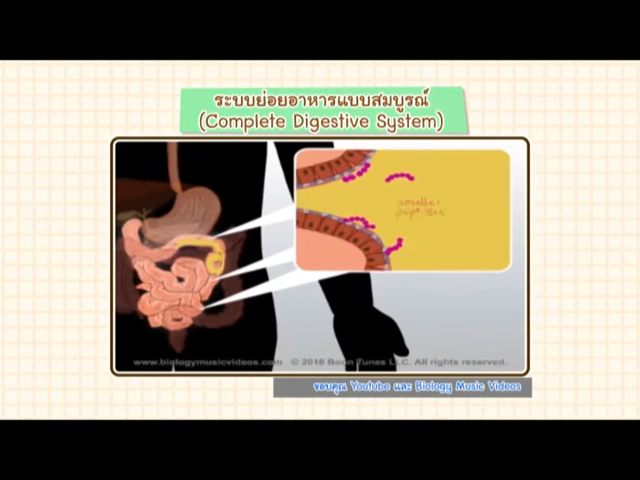 ระบบย่อยอาหารแบบสมบูรณ์
(Complete Digestive System)
smaller
peptides
www.biologymusicvideos.com © 2016 Boon Tunes LLC. All rights reserved.
ขอบคุณ Youtube และ Biology Music Videos